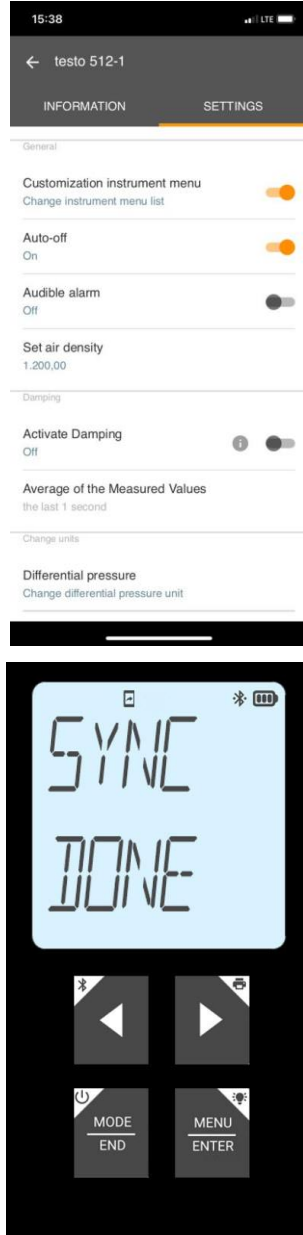 15:38
LTE
testo 512-1
INFORMATION SETTINGS
General
Customization instrument menu
Change instrument menu list
Auto-off
On
Audible alarm
Off
Set air density
1.200,00
Damping
Activate Damping
Off
Average of the Measured Values
the last 1 second
Change units
Differential pressure
Change differential pressure unit
SYNC
DONE
MODE
END
MENU
ENTER